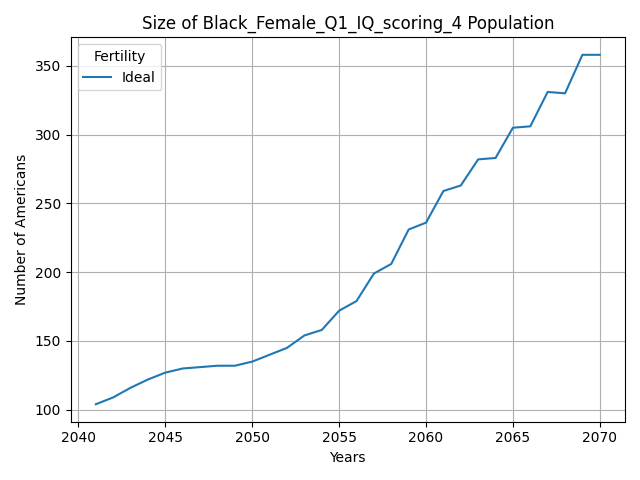 Size of Black_Female_Q1_IQ_scoring_4 Population
Fertility
Ideal
Number of Americans
350
300
250
200
150
100
2040 2045 2050 2055 2060 2065 2070
Years